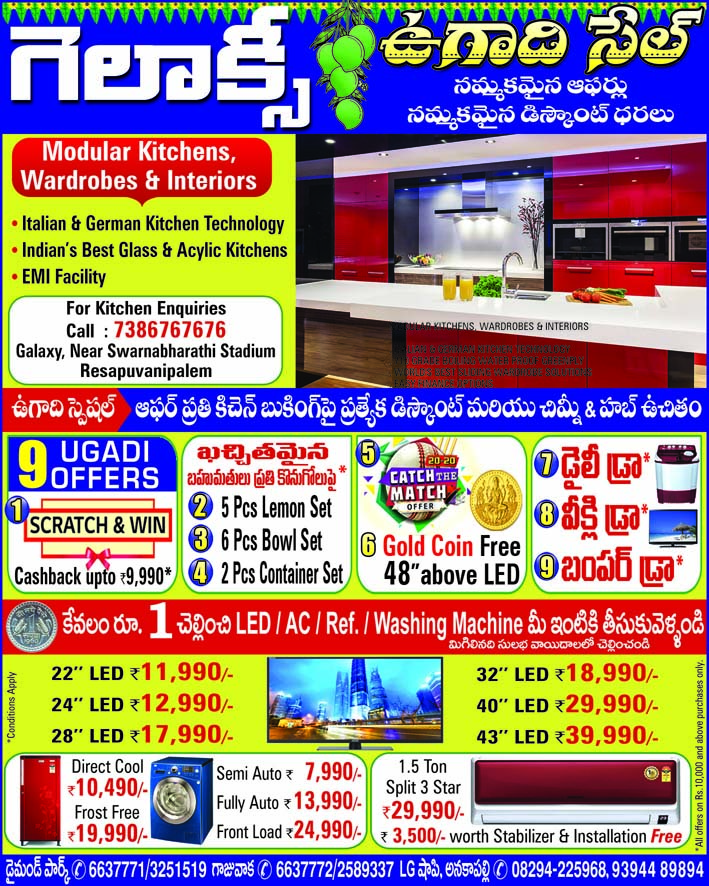 గెలాక్సీ
ఉగాది సేల్
నమ్మకమైన ఆఫర్లు
నమ్మకమైన డిస్కౌంట్ ధరలు
Modular Kitchens,
Wardrobes & Interiors
• Italian & German Kitchen Technology
• Indian's Best Glass & Acylic Kitchens
• EMI Facility
For Kitchen Enquiries
Call : 7386767676
Galaxy, Near Swarnabharathi Stadium
Resapuvanipalem
KITCHENS, WARDROBES & INTERIORS
ఉగాది స్పెషల్ ఆఫర్ ప్రతి కిచెన్ బుకింగ్‌పై ప్రత్యేక డిస్కౌంట్ మరియు చిమ్నీ & హబ్ ఉచితం
9 UGADI
OFFERS
1 SCRATCH & WIN
Cashback upto ₹9,990*
ఖచ్చితమైన
బహుమతులు ప్రతి కొనుగోలుపై*
2 5 Pcs Lemon Set
3 6 Pcs Bowl Set
4 2 Pcs Container Set
5 20-20
CATCH THE
MATCH
OFFER
6 Gold Coin Free
48" above LED
7 డైలీ డ్రా*
8 వీక్లి డ్రా*
9 బంపర్ డ్రా*
కేవలం రూ. 1 చెల్లించి LED / AC / Ref. / Washing Machine మీ ఇంటికి తీసుకువెళ్ళండి
మిగిలినది సులభ వాయిదాలలో చెల్లించండి
*Conditions Apply
22" LED ₹11,990/-
24" LED ₹12,990/-
28" LED ₹17,990/-
32" LED ₹18,990/-
40" LED ₹29,990/-
43" LED ₹39,990/-
*All offers on Rs.10,000 and above purchases only.
Direct Cool
₹10,490/-
Frost Free
₹19,990/-
Semi Auto ₹ 7,990/-
Fully Auto ₹13,990/-
Front Load ₹24,990/-
1.5 Ton
Split 3 Star
₹29,990/-
₹ 3,500/- worth Stabilizer & Installation Free
డైమండ్ పార్క్ ✆ 6637771/3251519 గాజువాక ✆ 6637772/2589337 LG షాపి, అనకాపల్లి ✆ 08294-225968, 93944 89894